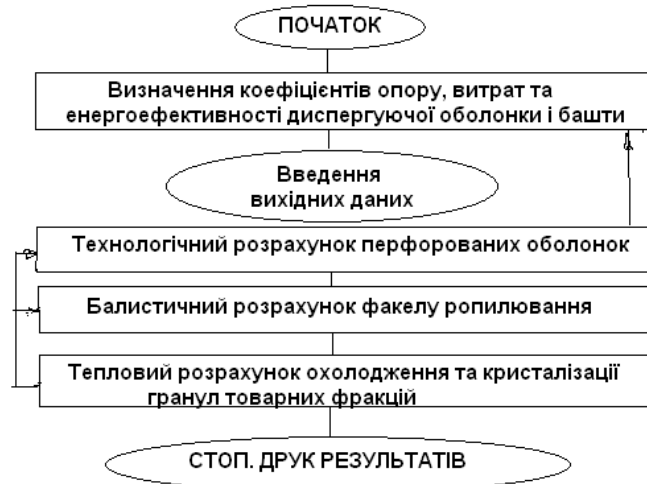 ПОЧАТОК
Визначення коефіцієнтів опору, витрат та
енергоефективності диспергуючої оболонки і башти
Введення
вихідних даних
Технологічний розрахунок перфорованих оболонок
Балистичний розрахунок факелу ропилювання
Тепловий розрахунок охолодження та кристалізації
гранул товарних фракцій
СТОП. ДРУК РЕЗУЛЬТАТІВ